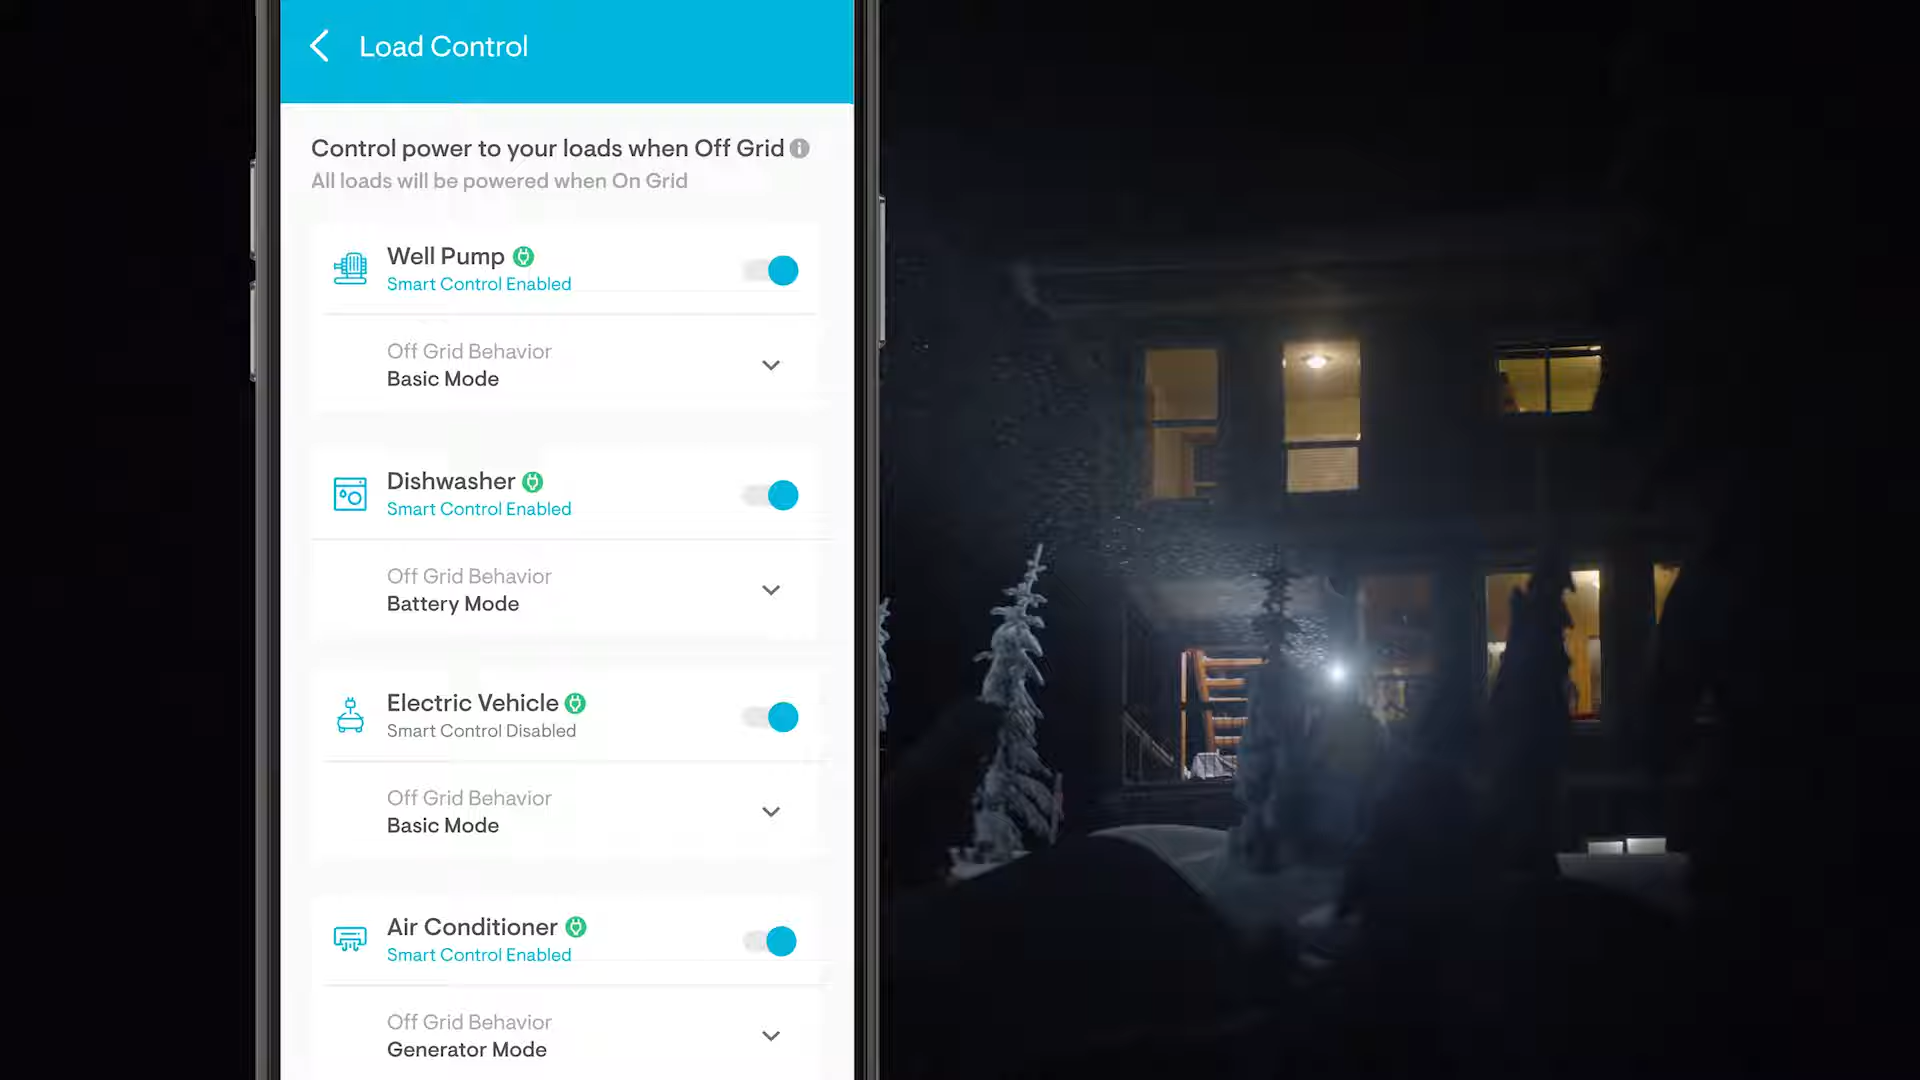 Load Control
Control power to your loads when Off Grid
All loads will be powered when On Grid
Well Pump
Smart Control Enabled
Off Grid Behavior
Basic Mode
Dishwasher
Smart Control Enabled
Off Grid Behavior
Battery Mode
Electric Vehicle
Smart Control Disabled
Off Grid Behavior
Basic Mode
Air Conditioner
Smart Control Enabled
Off Grid Behavior
Generator Mode